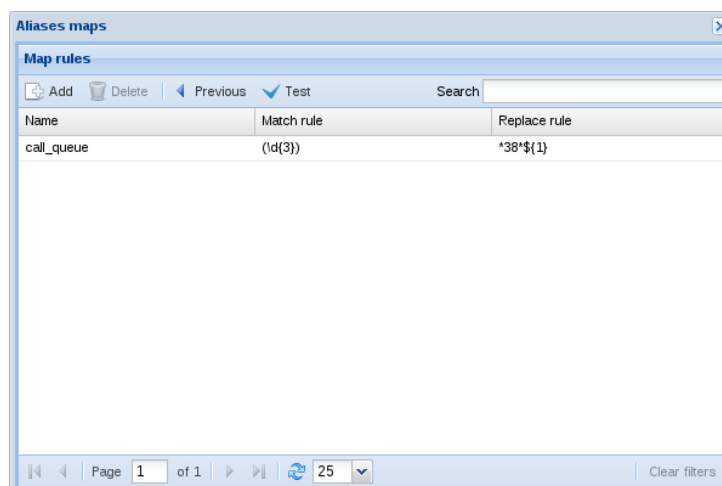 Aliases maps
Map rules
Add Delete Previous Test Search
Name Match rule Replace rule
call_queue (\d{3}) *38*${1}
Page 1 of 1 25 Clear filters